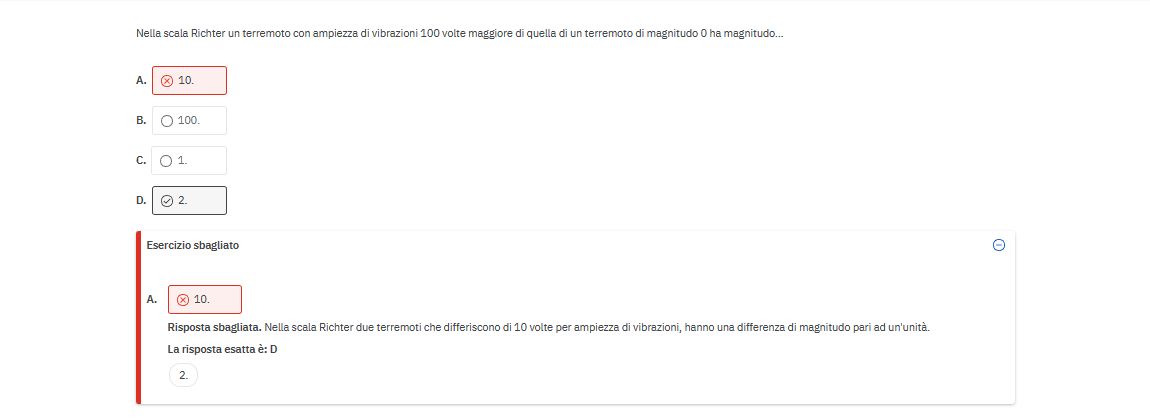 Nella scala Richter un terremoto con ampiezza di vibrazioni 100 volte maggiore di quella di un terremoto di magnitudo 0 ha magnitudo...
A. 10.
B. 100.
C. 1.
D. 2.
Esercizio sbagliato
A. 10.
Risposta sbagliata. Nella scala Richter due terremoti che differiscono di 10 volte per ampiezza di vibrazioni, hanno una differenza di magnitudo pari ad un'unità.
La risposta esatta è: D
2.